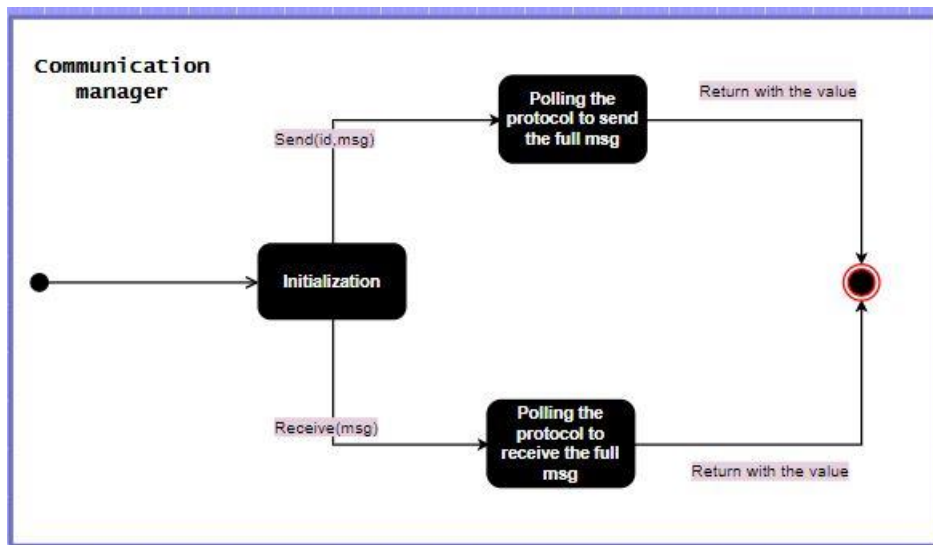 Communication
manager
Polling the
protocol to send
the full msg
Return with the value
Send(id,msg)
Initialization
Receive(msg)
Polling the
protocol to
receive the full
msg
Return with the value